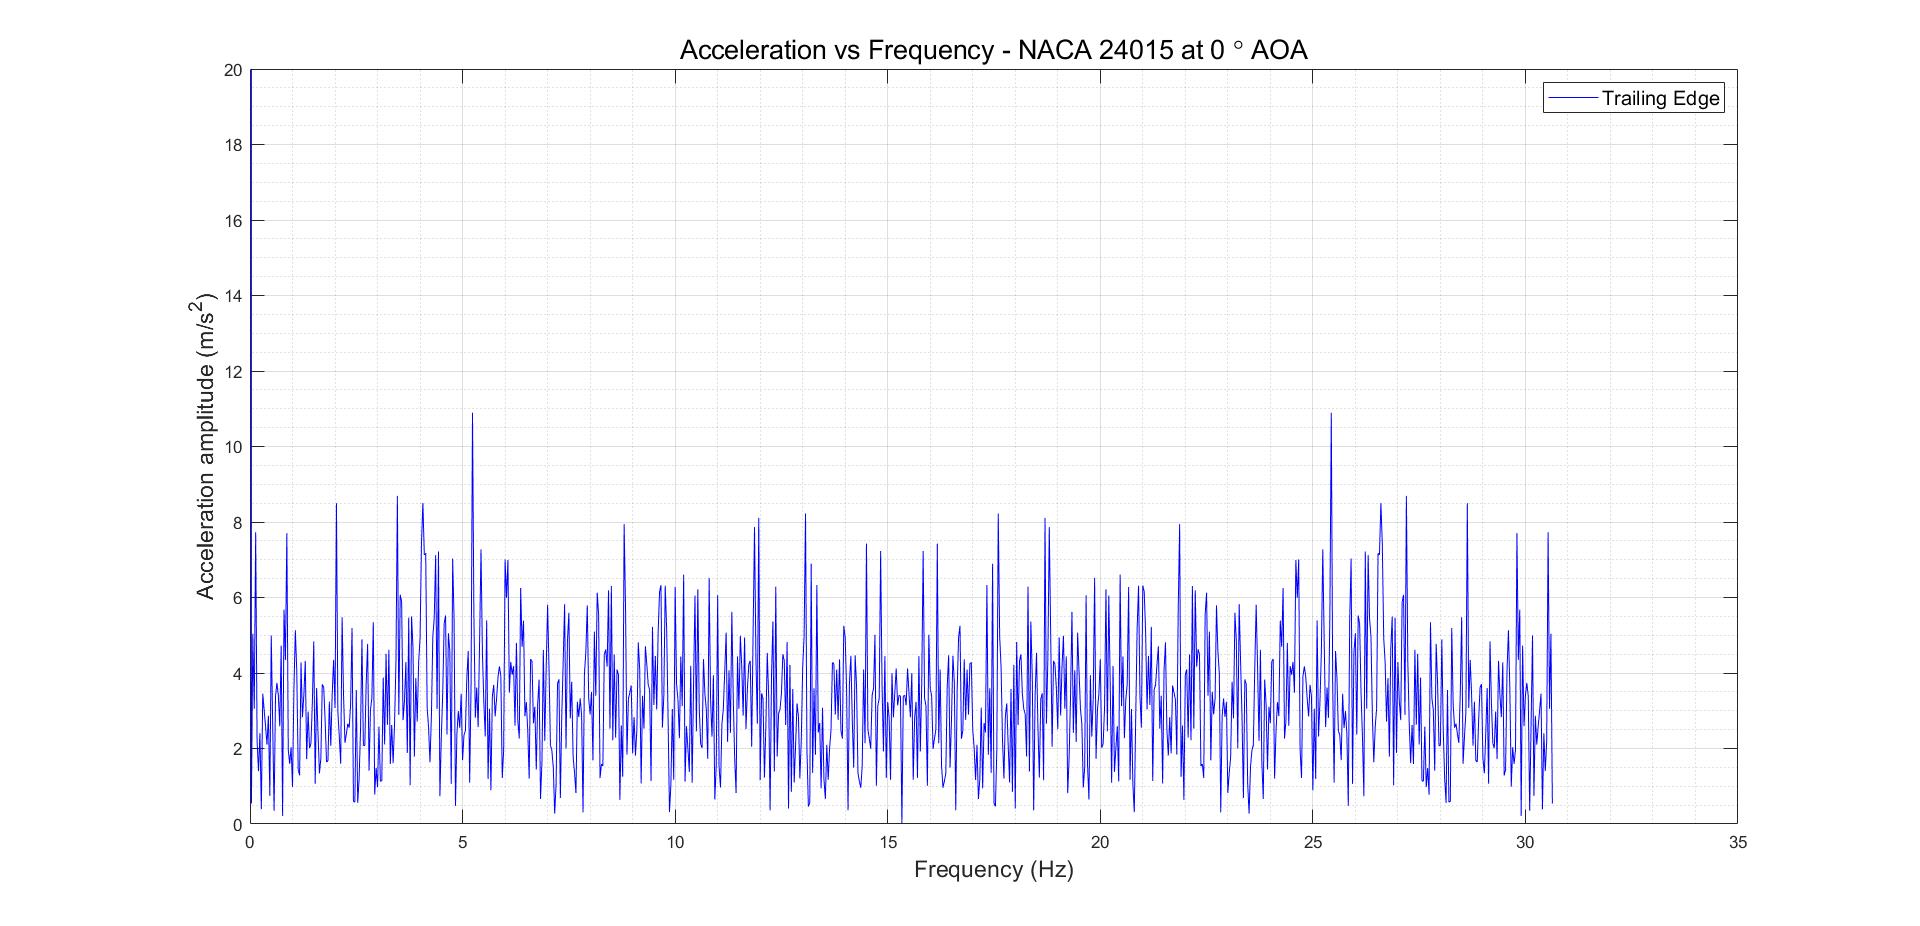 Acceleration vs Frequency - NACA 24015 at 0 ° AOA
Trailing Edge
Acceleration amplitude (m/s²)
20
18
16
14
12
10
8
6
4
2
0
0 5 10 15 20 25 30 35
Frequency (Hz)